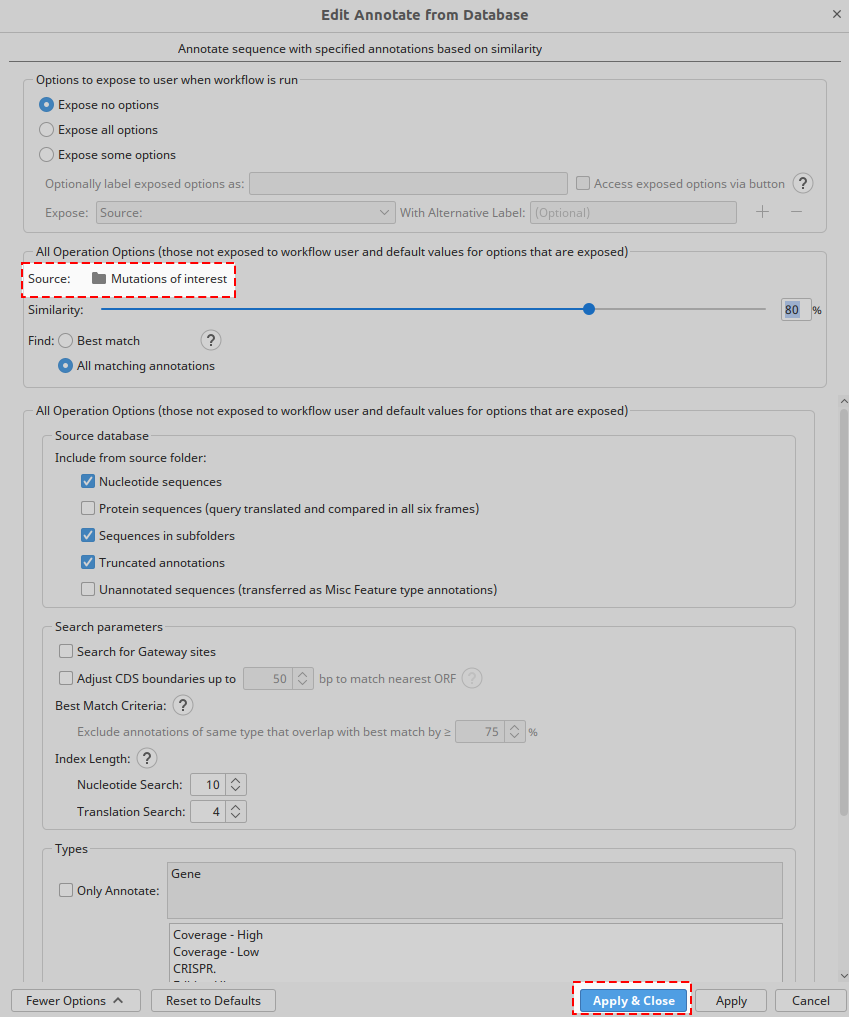 Edit Annotate from Database
Annotate sequence with specified annotations based on similarity
Options to expose to user when workflow is run
Expose no options
Expose all options
Expose some options
Optionally label exposed options as: Access exposed options via button ?
Expose: Source: With Alternative Label: (Optional) + −
All Operation Options (those not exposed to workflow user and default values for options that are exposed)
Source: Mutations of interest
Similarity: 80 %
Find: Best match ?
All matching annotations
All Operation Options (those not exposed to workflow user and default values for options that are exposed)
Source database
Include from source folder:
Nucleotide sequences
Protein sequences (query translated and compared in all six frames)
Sequences in subfolders
Truncated annotations
Unannotated sequences (transferred as Misc Feature type annotations)
Search parameters
Search for Gateway sites
Adjust CDS boundaries up to 50 bp to match nearest ORF ?
Best Match Criteria: ?
Exclude annotations of same type that overlap with best match by ≥ 75 %
Index Length: ?
Nucleotide Search: 10
Translation Search: 4
Types
Only Annotate: Gene
Coverage - High
Coverage - Low
CRISPR.
Fewer Options Reset to Defaults Apply & Close Apply Cancel